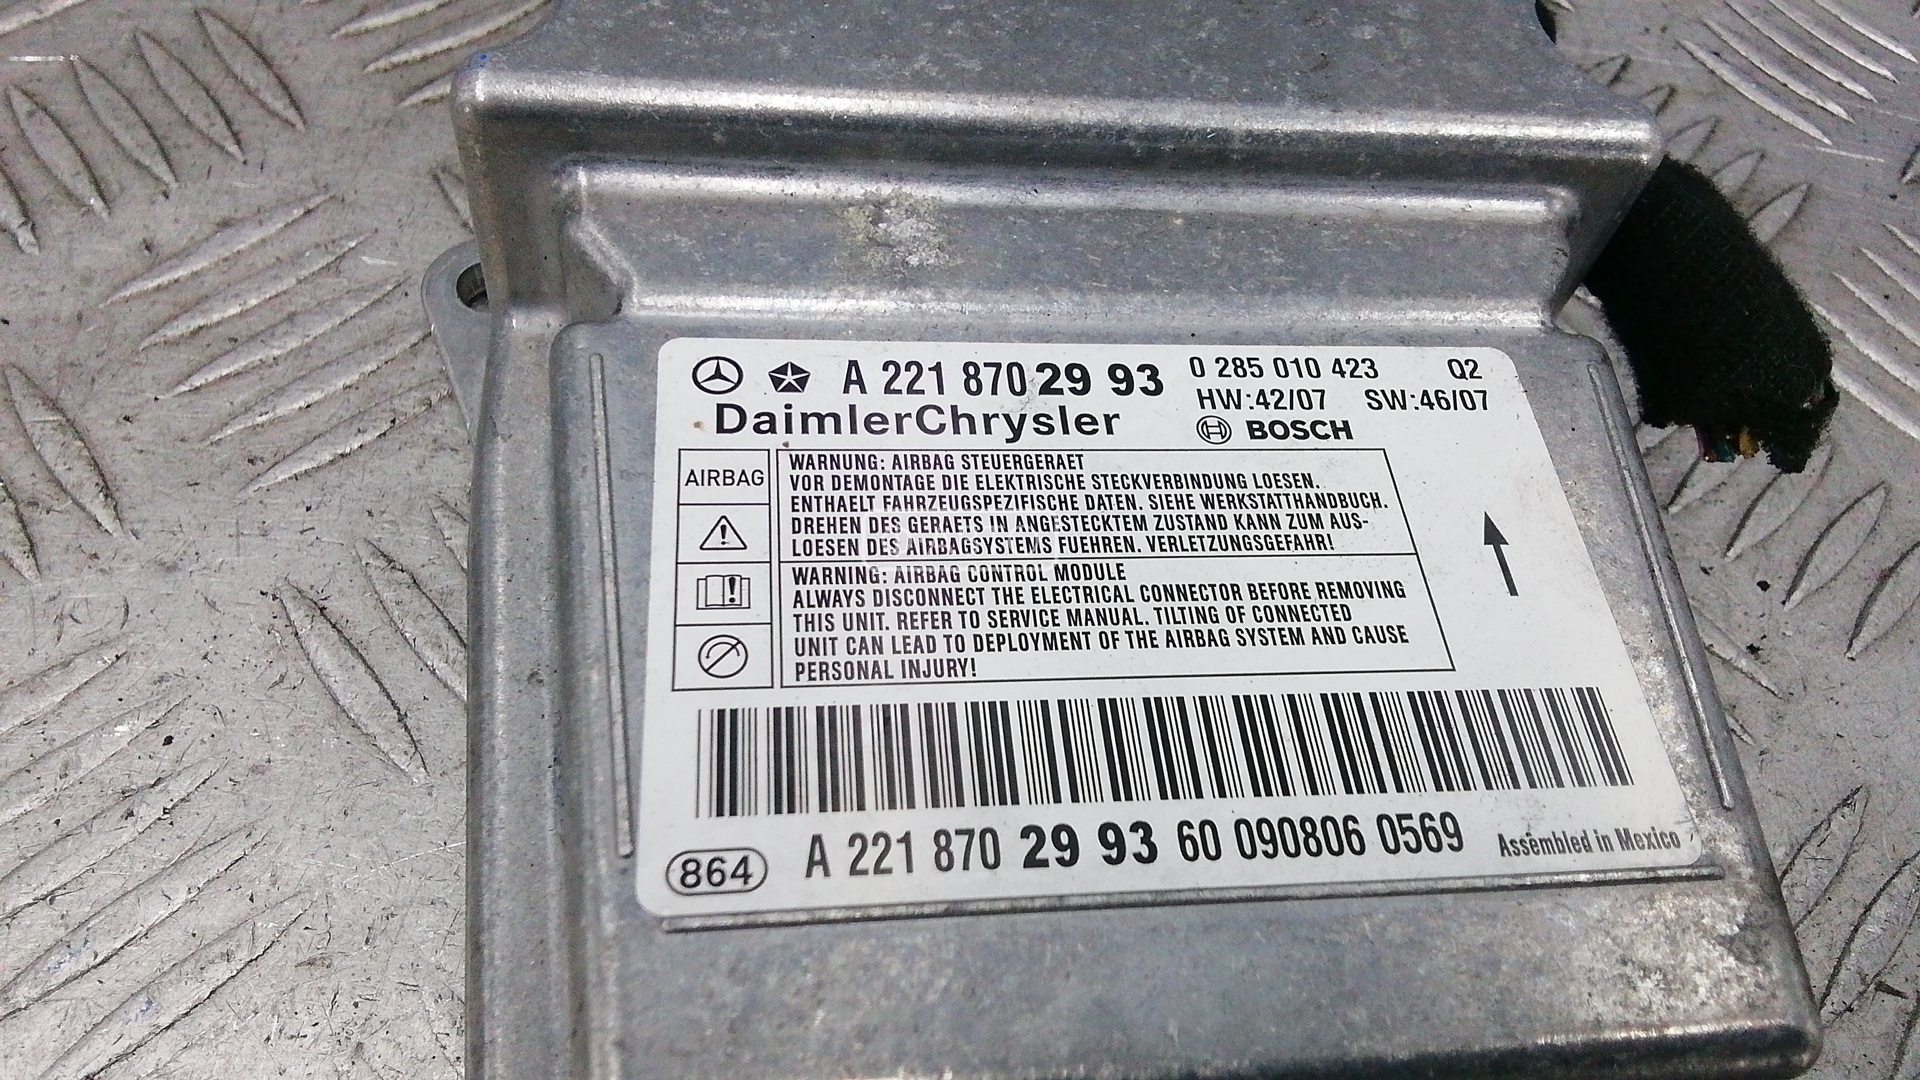 A 221 870 29 93
0 285 010 423 Q2
HW:42/07 SW:46/07
DaimlerChrysler
BOSCH
AIRBAG
WARNUNG: AIRBAG STEUERGERAET
VOR DEMONTAGE DIE ELEKTRISCHE STECKVERBINDUNG LOESEN.
ENTHAELT FAHRZEUGSPEZIFISCHE DATEN. SIEHE WERKSTATTHANDBUCH.
DREHEN DES GERAETS IN ANGESTECKTEM ZUSTAND KANN ZUM AUS-
LOESEN DES AIRBAGSYSTEMS FUEHREN. VERLETZUNGSGEFAHR!
WARNING: AIRBAG CONTROL MODULE
ALWAYS DISCONNECT THE ELECTRICAL CONNECTOR BEFORE REMOVING
THIS UNIT. REFER TO SERVICE MANUAL. TILTING OF CONNECTED
UNIT CAN LEAD TO DEPLOYMENT OF THE AIRBAG SYSTEM AND CAUSE
PERSONAL INJURY!
864
A 221 870 29 93 60 090806 0569
Assembled in Mexico